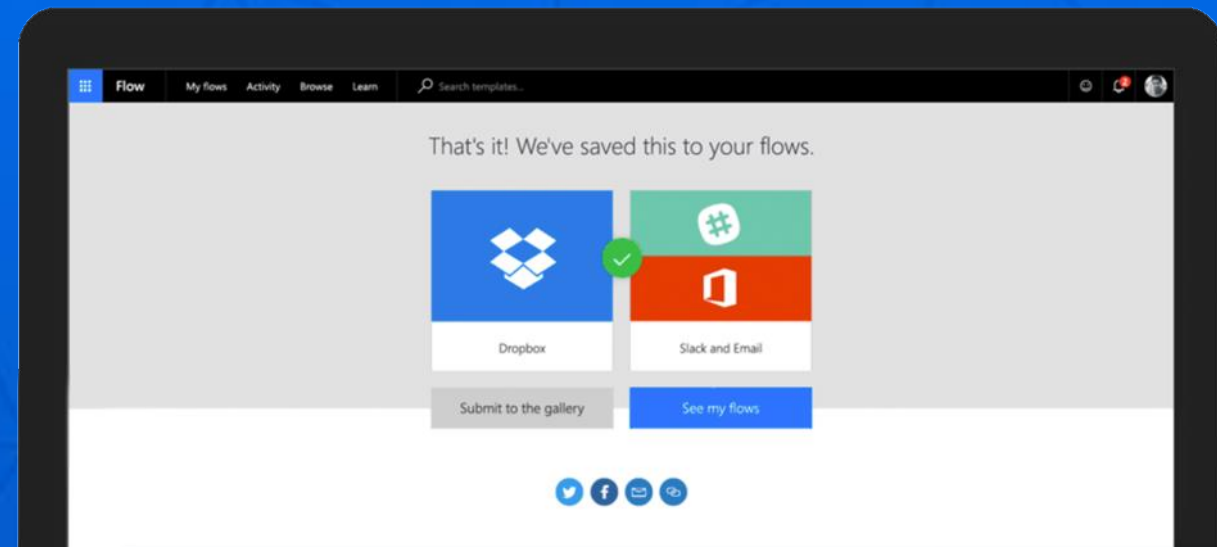 Flow My flows Activity Browse Learn Search templates... 2
That's it! We've saved this to your flows.
Dropbox Slack and Email
Submit to the gallery See my flows